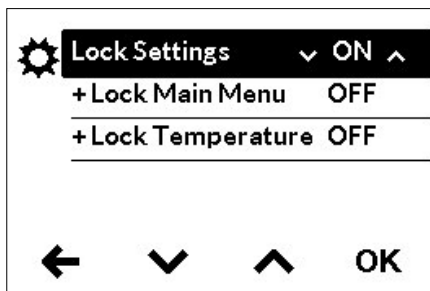 Lock Settings ON
+ Lock Main Menu OFF
+ Lock Temperature OFF
OK